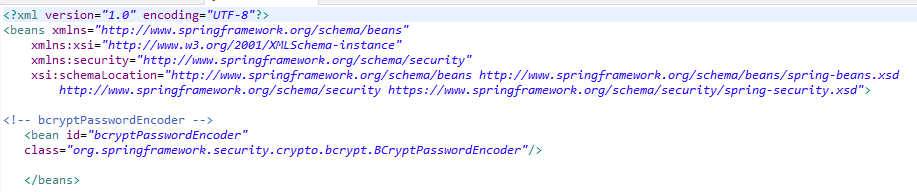 <?xml version="1.0" encoding="UTF-8"?>
<beans xmlns="http://www.springframework.org/schema/beans"
xmlns:xsi="http://www.w3.org/2001/XMLSchema-instance"
xmlns:security="http://www.springframework.org/schema/security"
xsi:schemaLocation="http://www.springframework.org/schema/beans http://www.springframework.org/schema/beans/spring-beans.xsd
http://www.springframework.org/schema/security https://www.springframework.org/schema/security/spring-security.xsd">
<!-- bcryptPasswordEncoder -->
<bean id="bcryptPasswordEncoder"
class="org.springframework.security.crypto.bcrypt.BCryptPasswordEncoder"/>
</beans>